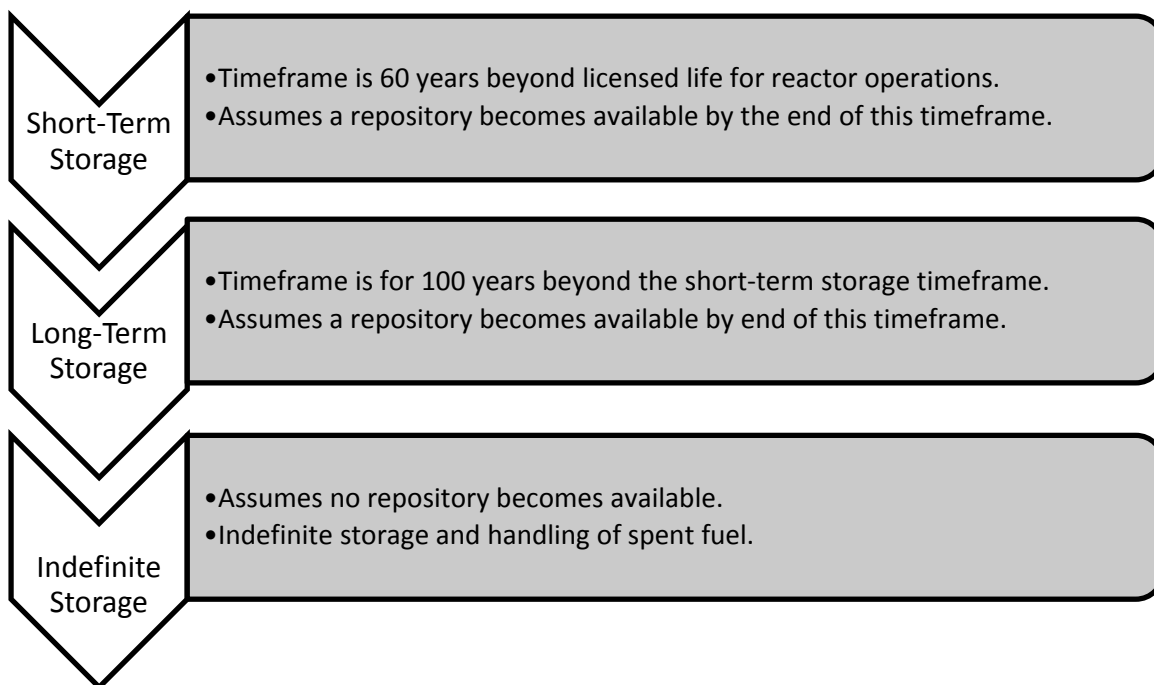 Short-Term
Storage
•Timeframe is 60 years beyond licensed life for reactor operations.
•Assumes a repository becomes available by the end of this timeframe.
Long-Term
Storage
•Timeframe is for 100 years beyond the short-term storage timeframe.
•Assumes a repository becomes available by end of this timeframe.
Indefinite
Storage
•Assumes no repository becomes available.
•Indefinite storage and handling of spent fuel.